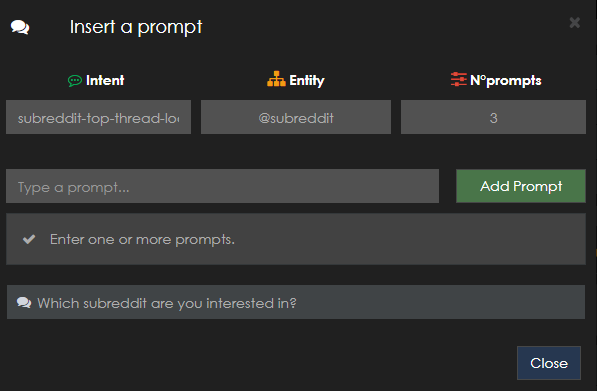 Insert a prompt
Intent
Entity
N°prompts
subreddit-top-thread-loc
@subreddit
3
Type a prompt...
Add Prompt
Enter one or more prompts.
Which subreddit are you interested in?
Close